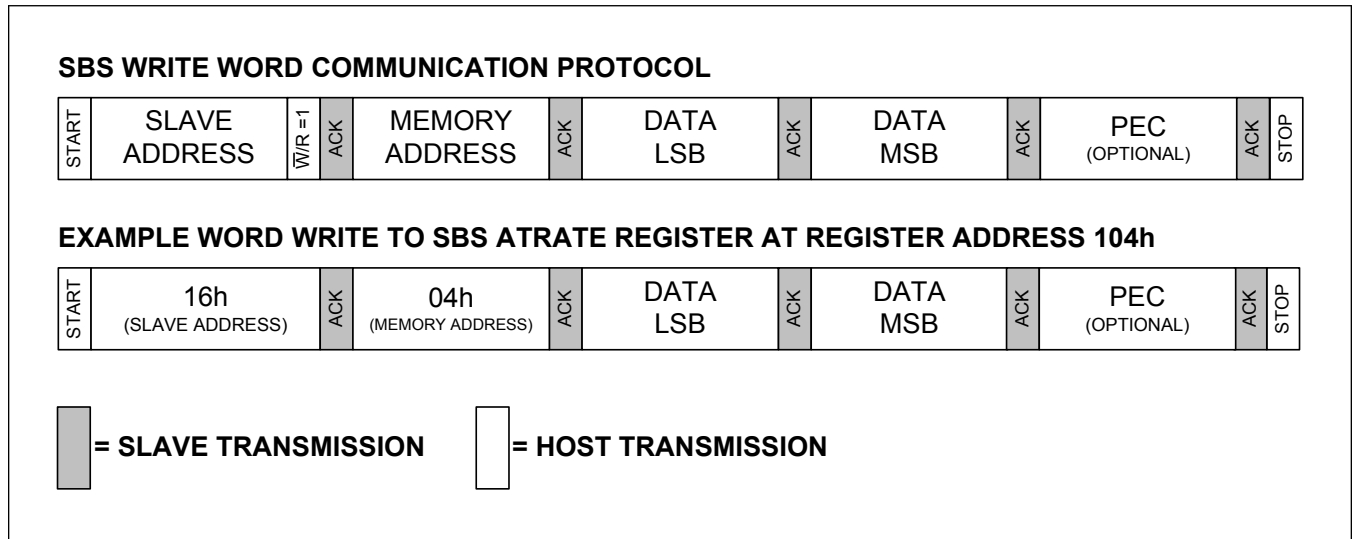 SBS WRITE WORD COMMUNICATION PROTOCOL
START
SLAVE
ADDRESS
W̅/R =1
ACK
MEMORY
ADDRESS
ACK
DATA
LSB
ACK
DATA
MSB
ACK
PEC
(OPTIONAL)
ACK
STOP
EXAMPLE WORD WRITE TO SBS ATRATE REGISTER AT REGISTER ADDRESS 104h
START
16h
(SLAVE ADDRESS)
ACK
04h
(MEMORY ADDRESS)
ACK
DATA
LSB
ACK
DATA
MSB
ACK
PEC
(OPTIONAL)
ACK
STOP
= SLAVE TRANSMISSION
= HOST TRANSMISSION